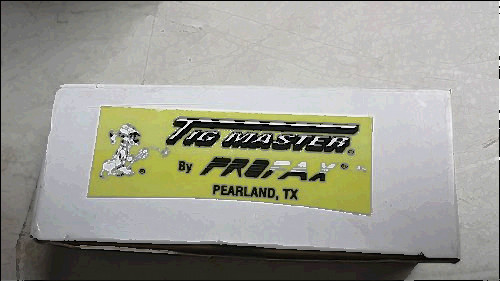 TIG MASTER®
By PROFAX®
PEARLAND, TX